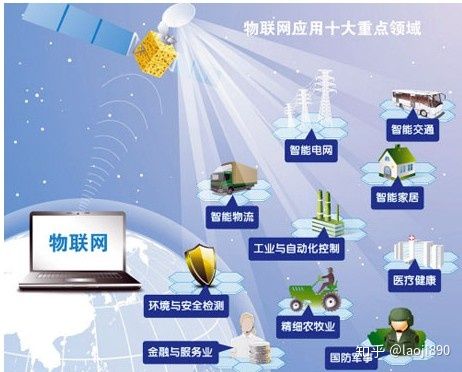 物联网应用十大重点领域
智能电网
智能交通
智能家居
智能物流
工业与自动化控制
物联网
医疗健康
环境与安全检测
精细农牧业
金融与服务业
国防军事
知乎 @laoji890